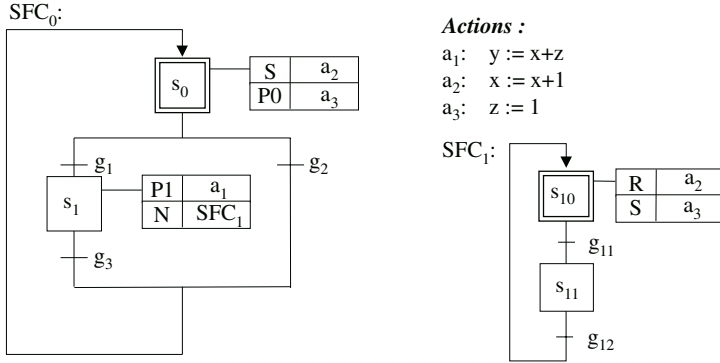 SFC₀:
s₀
S a₂
P0 a₃
g₁
g₂
s₁
P1 a₁
N SFC₁
g₃
Actions :
a₁: y := x+z
a₂: x := x+1
a₃: z := 1
SFC₁:
s₁₀
R a₂
S a₃
g₁₁
s₁₁
g₁₂